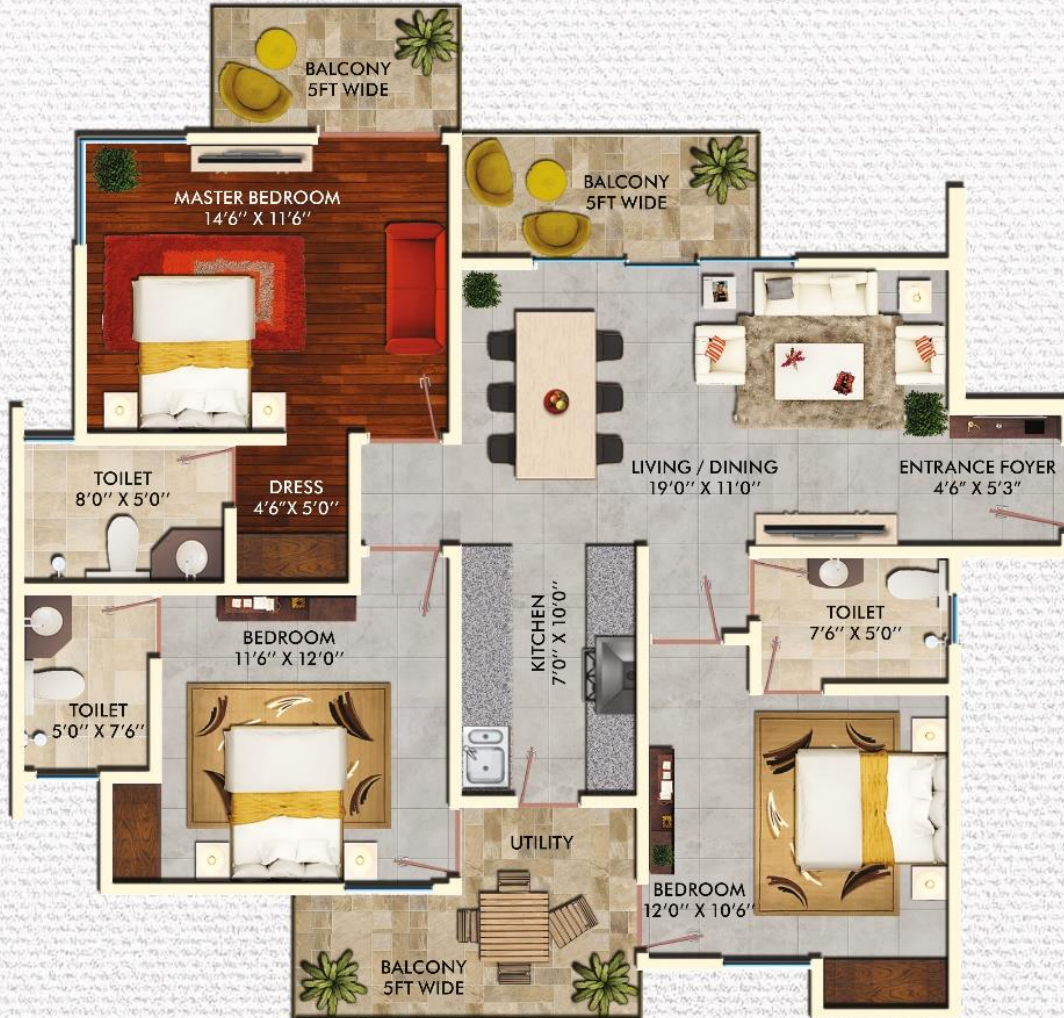 BALCONY
5FT WIDE
BALCONY
5FT WIDE
MASTER BEDROOM
14'6'' X 11'6''
TOILET
8'0'' X 5'0''
DRESS
4'6''X 5'0''
LIVING / DINING
19'0'' X 11'0''
ENTRANCE FOYER
4'6" X 5'3"
KITCHEN
7'0'' X 10'0''
TOILET
7'6'' X 5'0''
BEDROOM
11'6'' X 12'0''
TOILET
5'0'' X 7'6''
UTILITY
BEDROOM
12'0'' X 10'6''
BALCONY
5FT WIDE